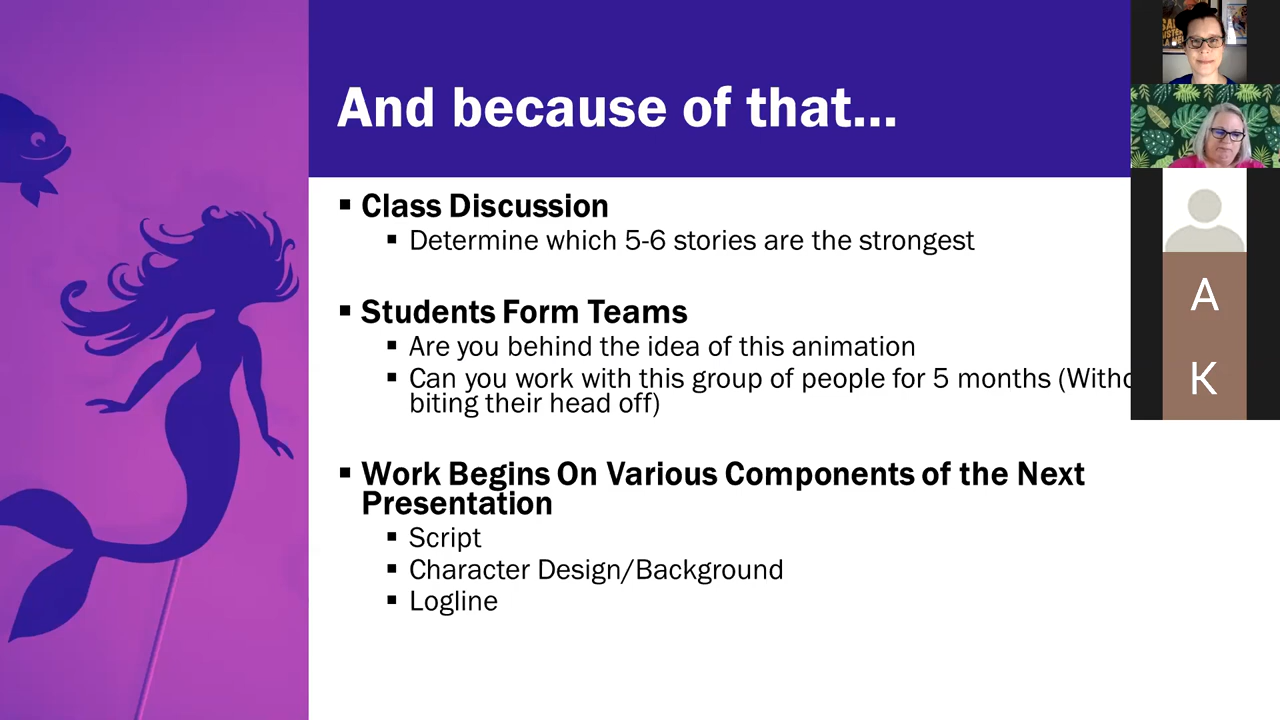 And because of that...
Class Discussion
Determine which 5-6 stories are the strongest
Students Form Teams
Are you behind the idea of this animation
Can you work with this group of people for 5 months (Witho
biting their head off)
Work Begins On Various Components of the Next
Presentation
Script
Character Design/Background
Logline
A
K